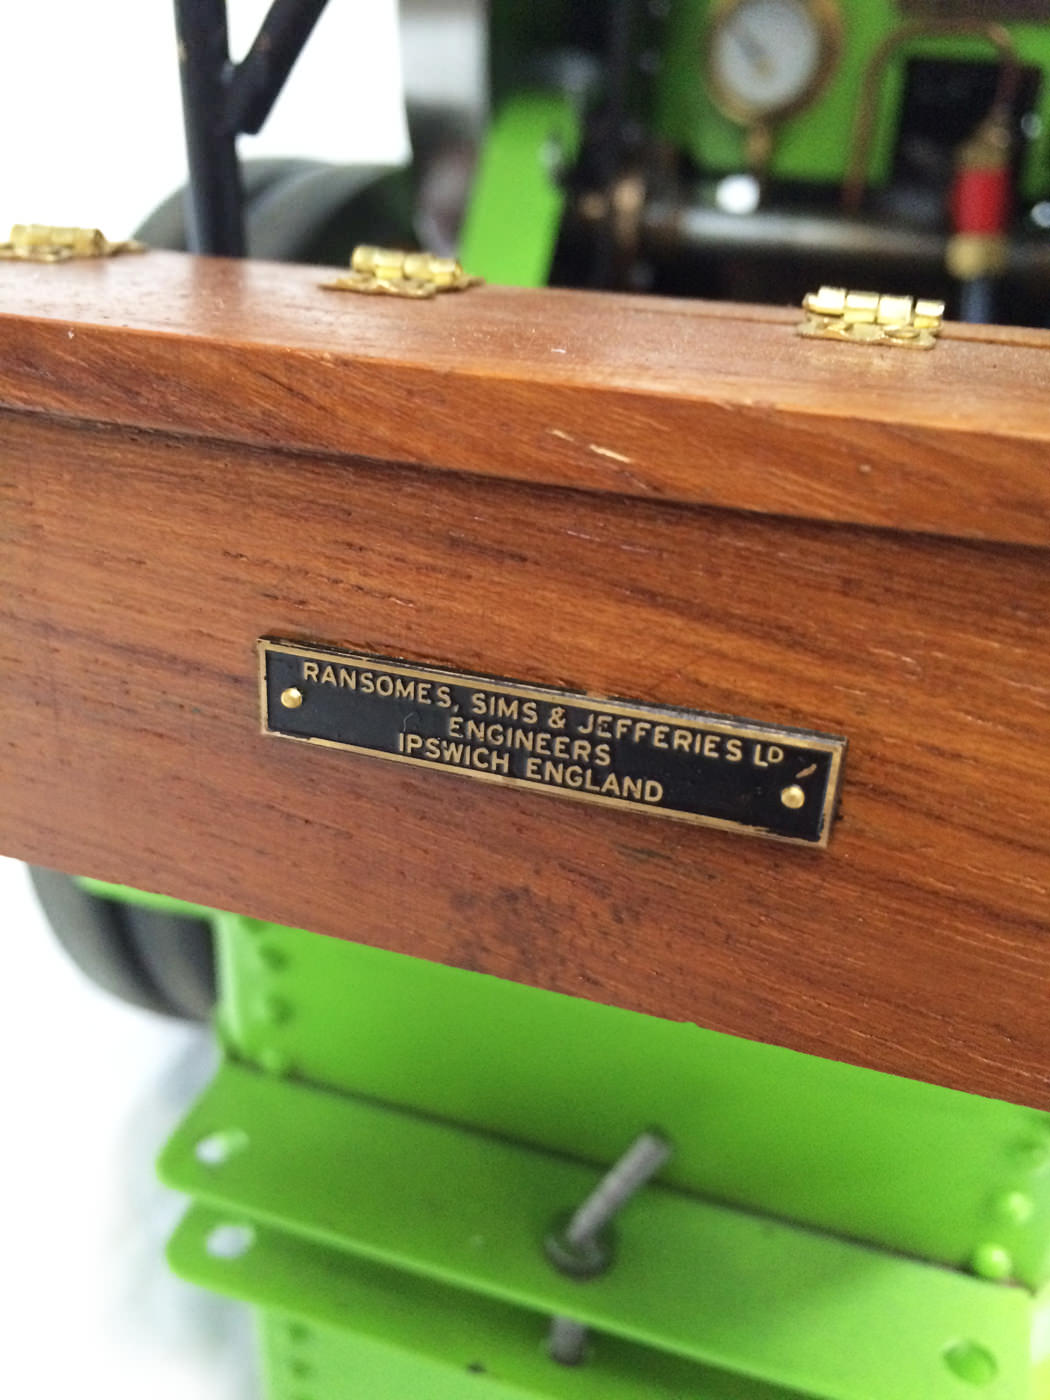 RANSOMES, SIMS & JEFFERIES LD
ENGINEERS
IPSWICH ENGLAND